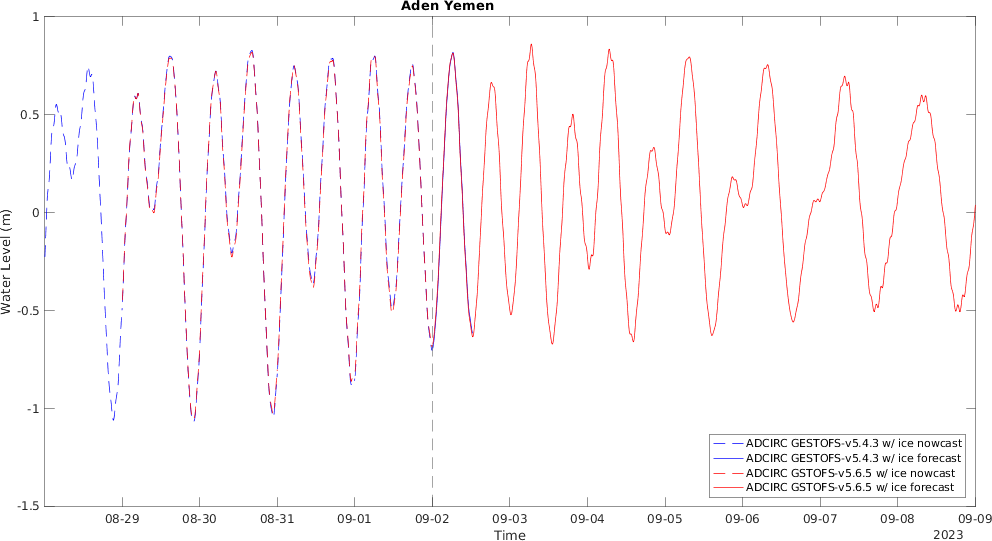 Aden Yemen
Water Level (m)
1
0.5
0
-0.5
-1
-1.5
ADCIRC GESTOFS-v5.4.3 w/ ice nowcast
ADCIRC GESTOFS-v5.4.3 w/ ice forecast
ADCIRC GSTOFS-v5.6.5 w/ ice nowcast
ADCIRC GSTOFS-v5.6.5 w/ ice forecast
08-29 08-30 08-31 09-01 09-02 09-03 09-04 09-05 09-06 09-07 09-08 09-09
Time
2023